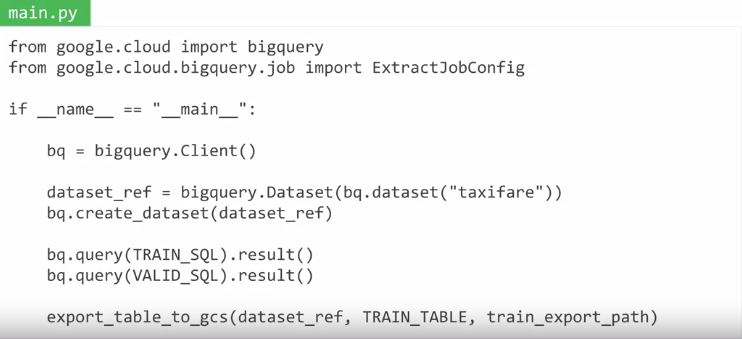 main.py
from google.cloud import bigquery
from google.cloud.bigquery.job import ExtractJobConfig
if __name__ == "__main__":
bq = bigquery.Client()
dataset_ref = bigquery.Dataset(bq.dataset("taxifare"))
bq.create_dataset(dataset_ref)
bq.query(TRAIN_SQL).result()
bq.query(VALID_SQL).result()
export_table_to_gcs(dataset_ref, TRAIN_TABLE, train_export_path)